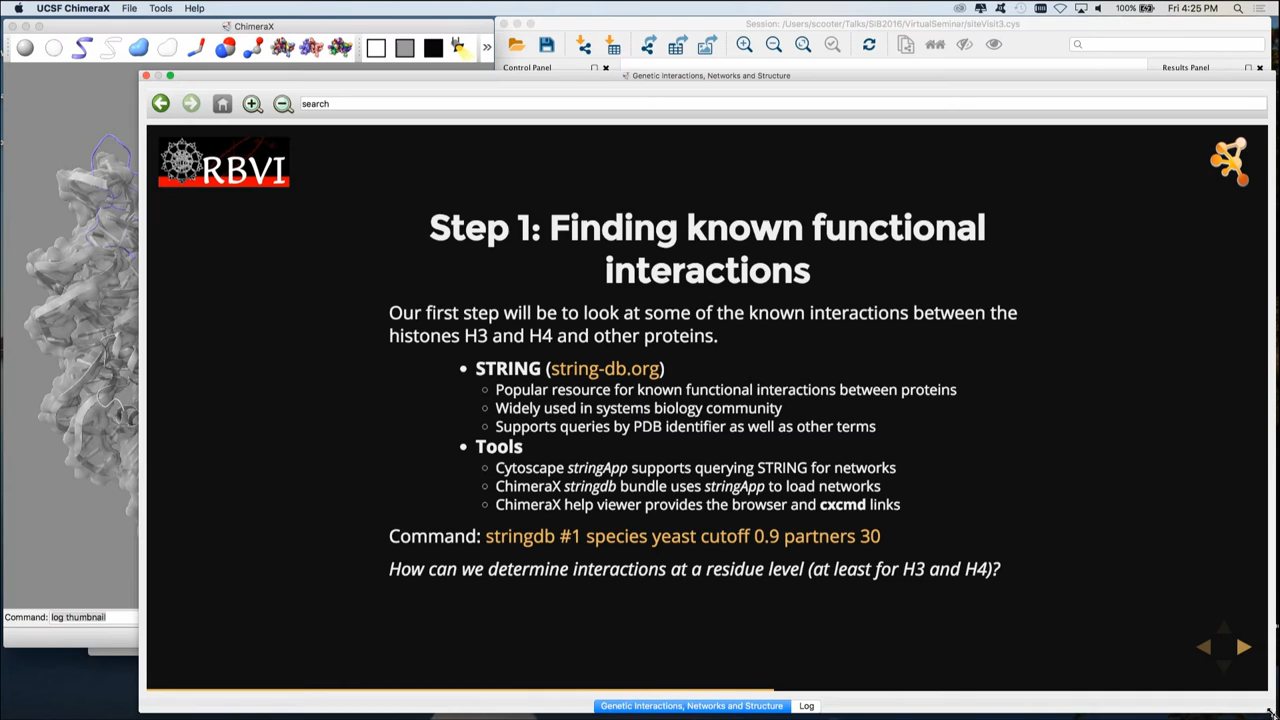 UCSF ChimeraX File Tools Help
100% Fri 4:25 PM
ChimeraX
Session: /Users/scooter/Talks/SiB2016/VirtualSeminar/siteVisit3.cys
Control Panel
Results Panel
Genetic Interactions, Networks and Structure
search
RBVI
Step 1: Finding known functional
interactions
Our first step will be to look at some of the known interactions between the
histones H3 and H4 and other proteins.
• STRING (string-db.org)
○ Popular resource for known functional interactions between proteins
○ Widely used in systems biology community
○ Supports queries by PDB identifier as well as other terms
• Tools
○ Cytoscape stringApp supports querying STRING for networks
○ ChimeraX stringdb bundle uses stringApp to load networks
○ ChimeraX help viewer provides the browser and cxcmd links
Command: stringdb #1 species yeast cutoff 0.9 partners 30
How can we determine interactions at a residue level (at least for H3 and H4)?
Command: log thumbnail
Genetic Interactions, Networks and Structure Log